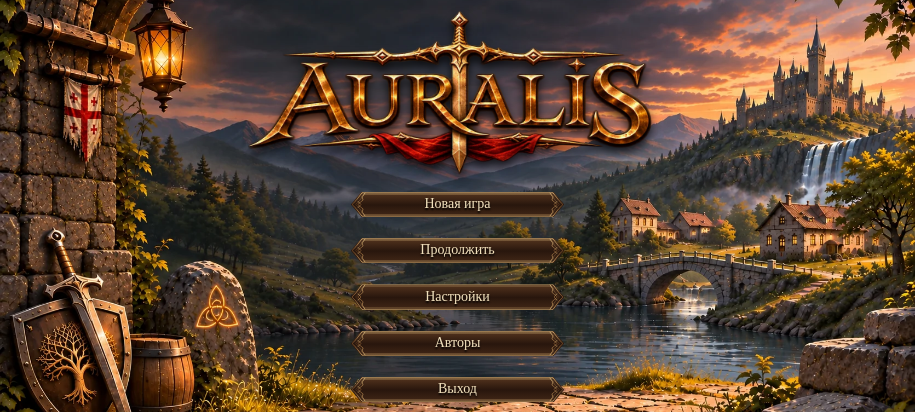 AURALIS
Новая игра
Продолжить
Настройки
Авторы
Выход